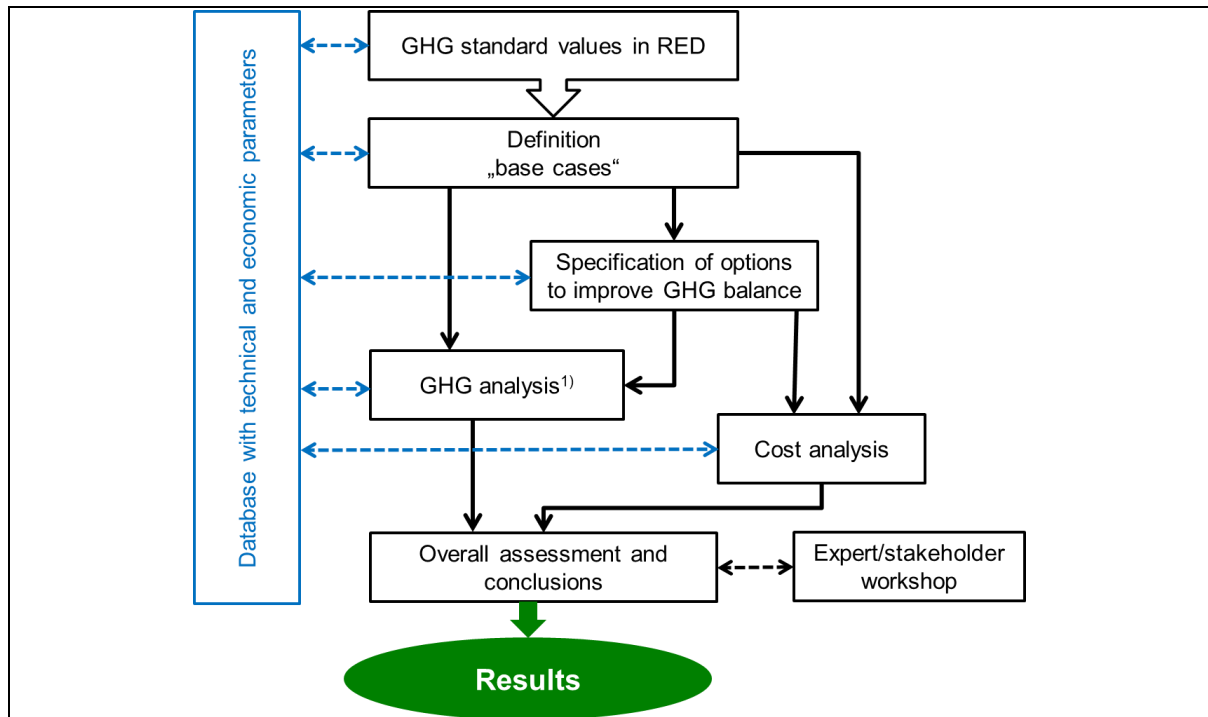 Database with technical and economic parameters
GHG standard values in RED
Definition
„base cases“
Specification of options
to improve GHG balance
GHG analysis1)
Cost analysis
Overall assessment and
conclusions
Expert/stakeholder
workshop
Results